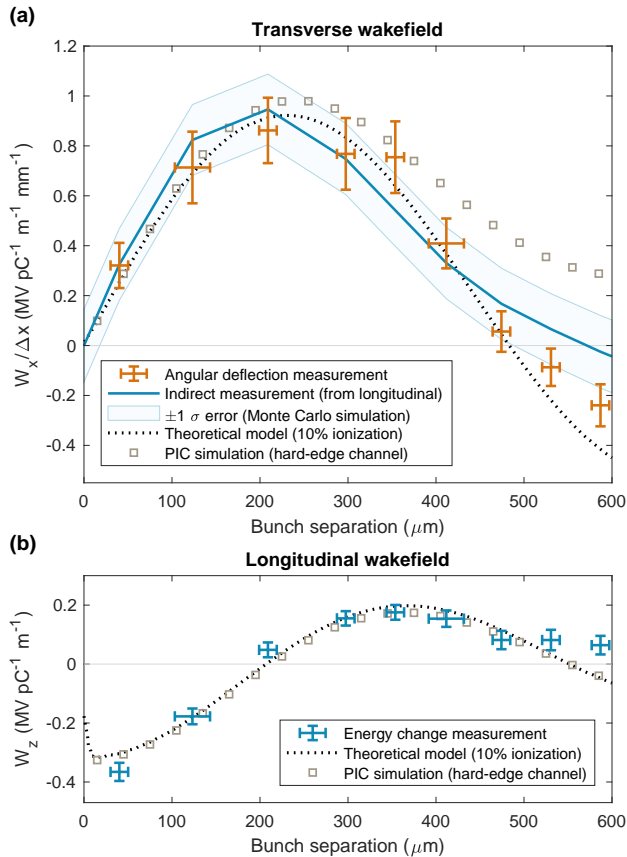 (a)
Transverse wakefield
1.2
1
0.8
0.6
0.4
0.2
0
-0.2
-0.4
W_x/Δx (MV pC⁻¹ m⁻¹ mm⁻¹)
Angular deflection measurement
Indirect measurement (from longitudinal)
±1 σ error (Monte Carlo simulation)
Theoretical model (10% ionization)
PIC simulation (hard-edge channel)
0 100 200 300 400 500 600
Bunch separation (μm)
(b)
Longitudinal wakefield
0.2
0
-0.2
-0.4
W_z (MV pC⁻¹ m⁻¹)
Energy change measurement
Theoretical model (10% ionization)
PIC simulation (hard-edge channel)
0 100 200 300 400 500 600
Bunch separation (μm)